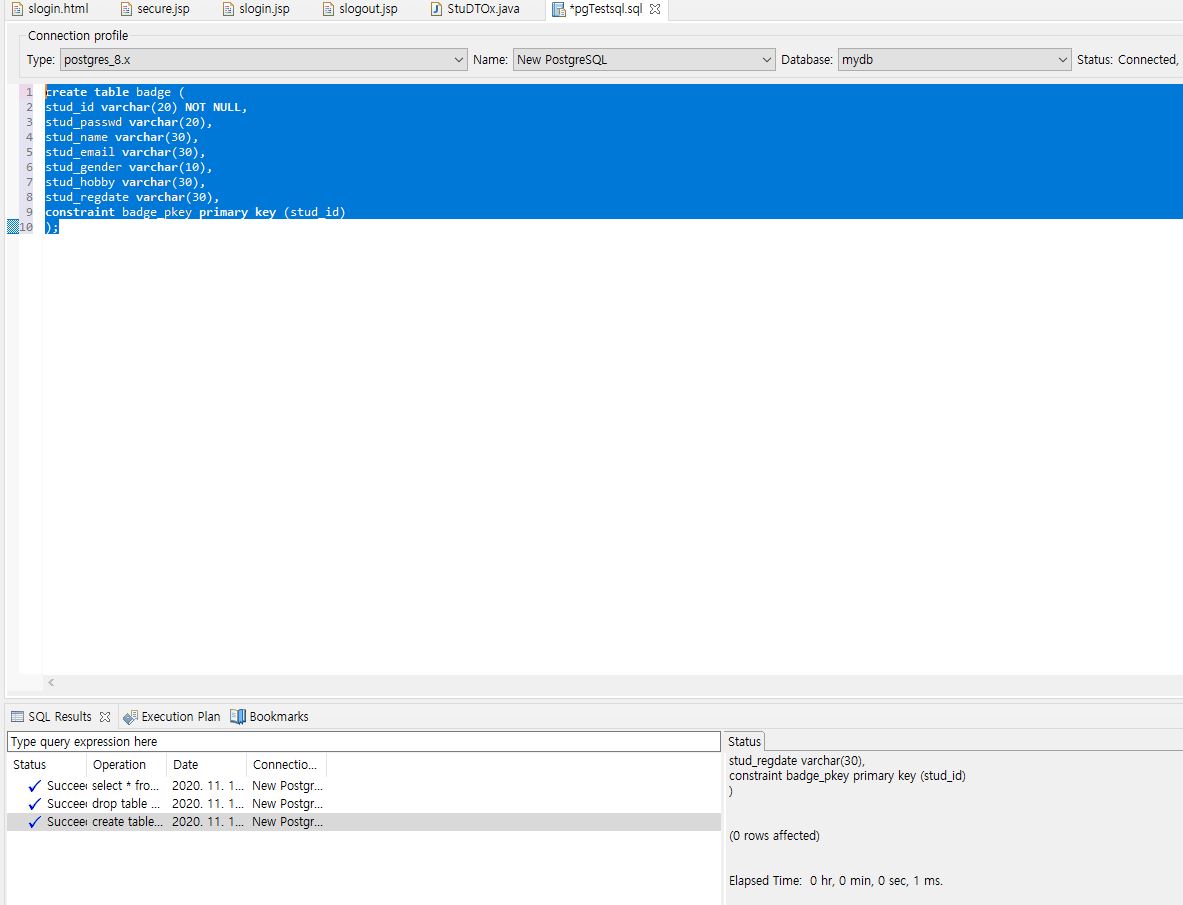 slogin.html secure.jsp slogin.jsp slogout.jsp StuDTOx.java *pgTestsql.sql
Connection profile
Type: postgres_8.x Name: New PostgreSQL Database: mydb Status: Connected,
1 create table badge (
2 stud_id varchar(20) NOT NULL,
3 stud_passwd varchar(20),
4 stud_name varchar(30),
5 stud_email varchar(30),
6 stud_gender varchar(10),
7 stud_hobby varchar(30),
8 stud_regdate varchar(30),
9 constraint badge_pkey primary key (stud_id)
10 );
SQL Results Execution Plan Bookmarks
Type query expression here
Status Operation Date Connectio...
Succee select * fro... 2020. 11. 1... New Postgr...
Succee drop table ... 2020. 11. 1... New Postgr...
Succee create table... 2020. 11. 1... New Postgr...
Status
stud_regdate varchar(30),
constraint badge_pkey primary key (stud_id)
)
(0 rows affected)
Elapsed Time: 0 hr, 0 min, 0 sec, 1 ms.